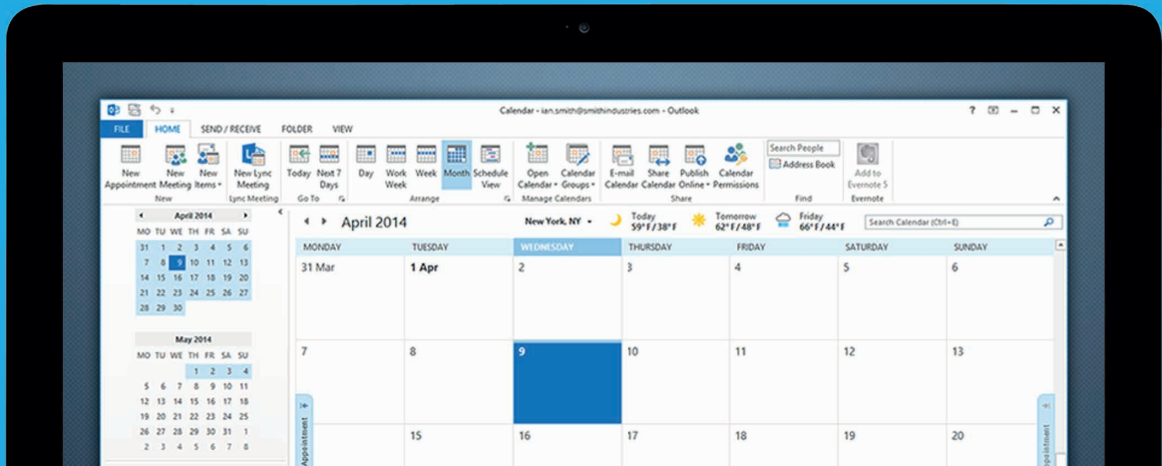 Calendar - ian.smith@smithindustries.com - Outlook
FILE HOME SEND / RECEIVE FOLDER VIEW
New Appointment
New Meeting
New Items
New
New Lync Meeting
Lync Meeting
Today
Next 7 Days
Go To
Day
Work Week
Week
Month
Schedule View
Arrange
Open Calendar
Calendar Groups
Manage Calendars
E-mail Calendar
Share Calendar
Publish Online
Calendar Permissions
Share
Search People
Address Book
Find
Add to Evernote 5
Evernote
April 2014
MO TU WE TH FR SA SU
31 1 2 3 4 5 6
7 8 9 10 11 12 13
14 15 16 17 18 19 20
21 22 23 24 25 26 27
28 29 30
May 2014
MO TU WE TH FR SA SU
1 2 3 4
5 6 7 8 9 10 11
12 13 14 15 16 17 18
19 20 21 22 23 24 25
26 27 28 29 30 31 1
2 3 4 5 6 7 8
April 2014
New York, NY
Today 59°F/38°F
Tomorrow 62°F/48°F
Friday 66°F/44°F
Search Calendar (Ctrl+E)
MONDAY TUESDAY WEDNESDAY THURSDAY FRIDAY SATURDAY SUNDAY
31 Mar 1 Apr 2 3 4 5 6
7 8 9 10 11 12 13
15 16 17 18 19 20
Appointment